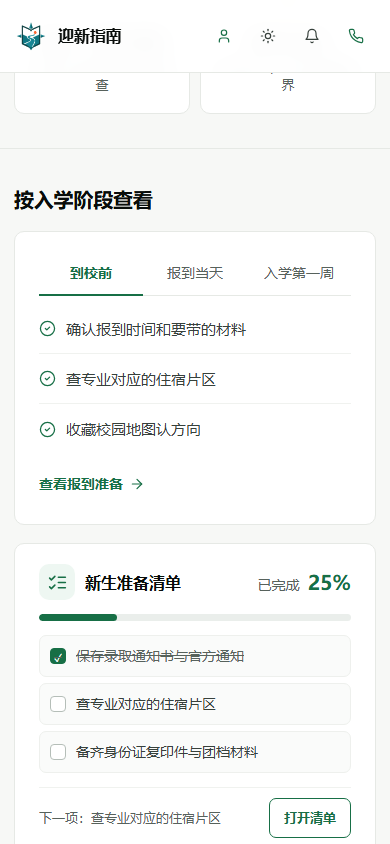 迎新指南
查
界
按入学阶段查看
到校前
报到当天
入学第一周
确认报到时间和要带的材料
查专业对应的住宿片区
收藏校园地图认方向
查看报到准备
新生准备清单
已完成 25%
保存录取通知书与官方通知
查专业对应的住宿片区
备齐身份证复印件与团档材料
下一项：查专业对应的住宿片区
打开清单